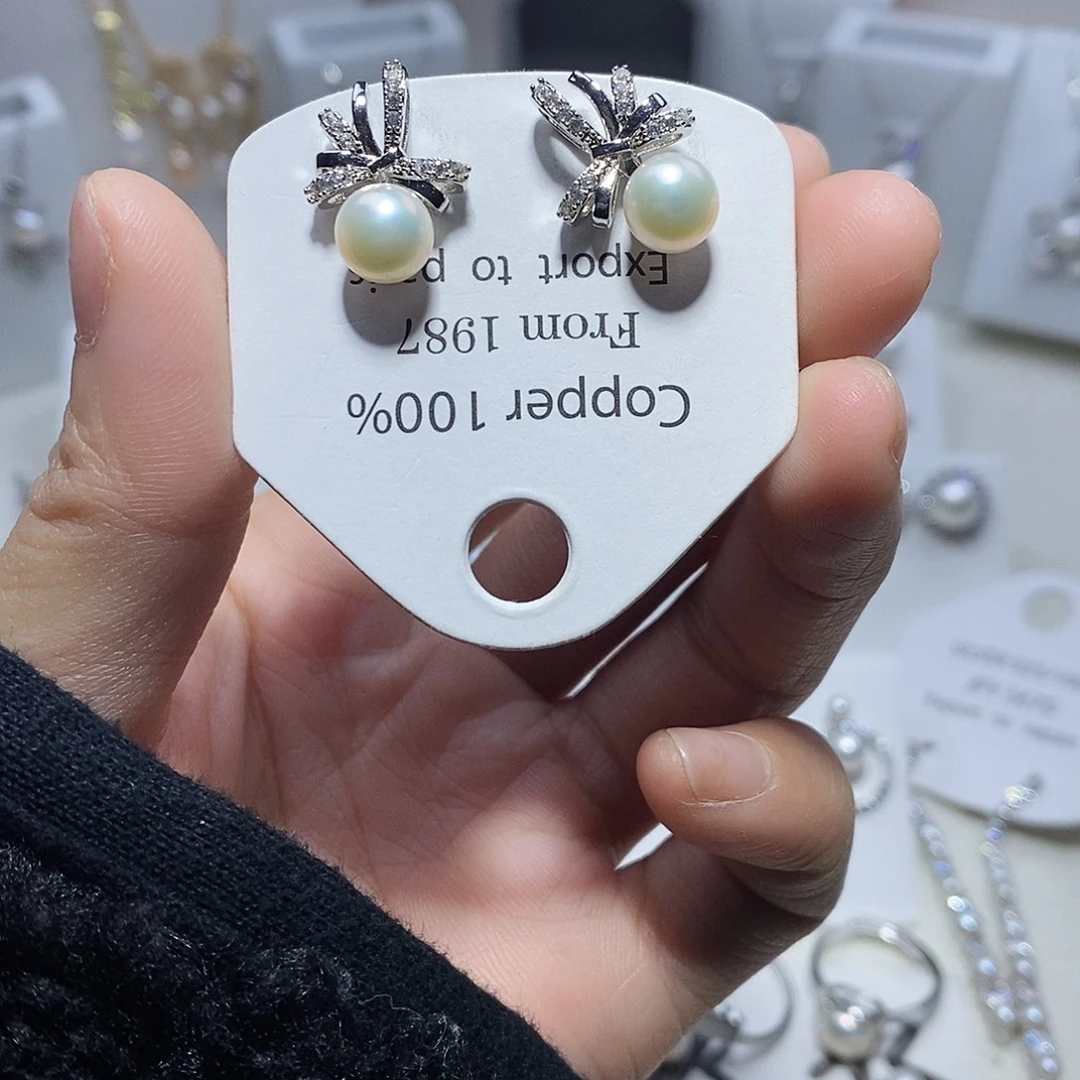 Copper 100%
From 1987
Export to